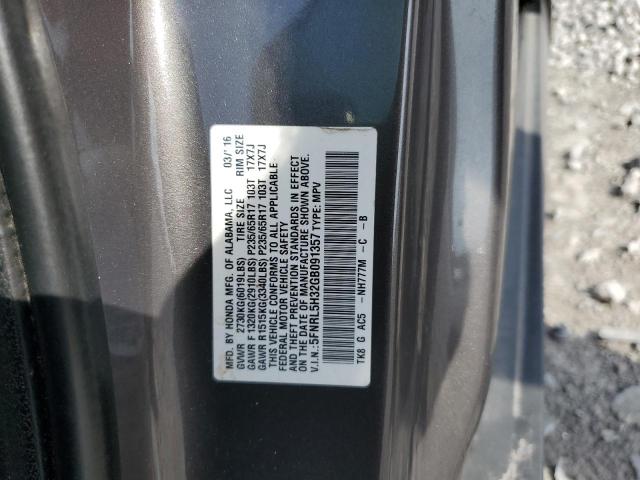 MFD. BY HONDA MFG. OF ALABAMA, LLC 03/'16
GVWR 2730KG(6019LBS) TIRE SIZE RIM SIZE
GAWR F 1320KG(2910LBS) P235/65R17 103T 17X7J
GAWR R1515KG(3340LBS) P235/65R17 103T 17X7J
THIS VEHICLE CONFORMS TO ALL APPLICABLE
FEDERAL MOTOR VEHICLE SAFETY
AND THEFT PREVENTION STANDARDS IN EFFECT
ON THE DATE OF MANUFACTURE SHOWN ABOVE.
V.I.N.: 5FNRL5H32GB091357 TYPE: MPV
TK8 G AC5 -NH777M -C -B